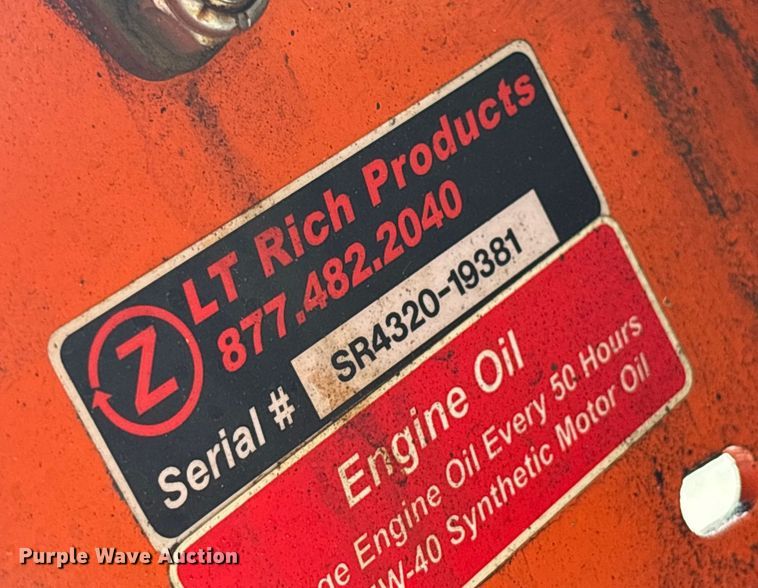 Z
LT Rich Products
877.482.2040
Serial # SR4320-19381
Engine Oil
Engine Oil Every 50 Hours
W-40 Synthetic Motor Oil
Purple Wave Auction